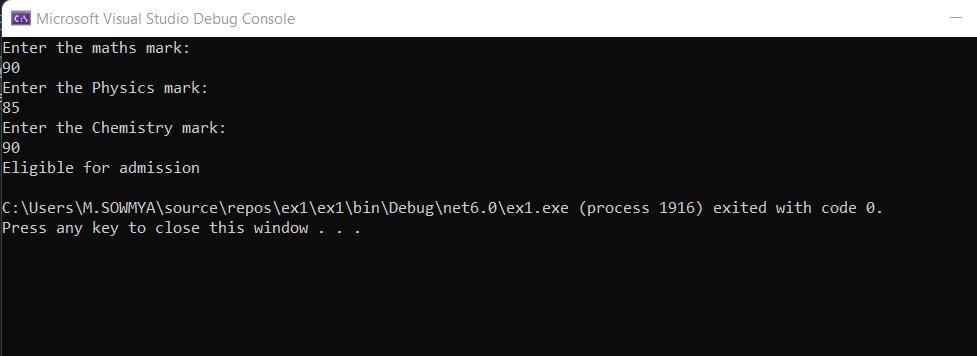 Microsoft Visual Studio Debug Console
Enter the maths mark:
90
Enter the Physics mark:
85
Enter the Chemistry mark:
90
Eligible for admission
C:\Users\M.SOWMYA\source\repos\ex1\ex1\bin\Debug\net6.0\ex1.exe (process 1916) exited with code 0.
Press any key to close this window . . .